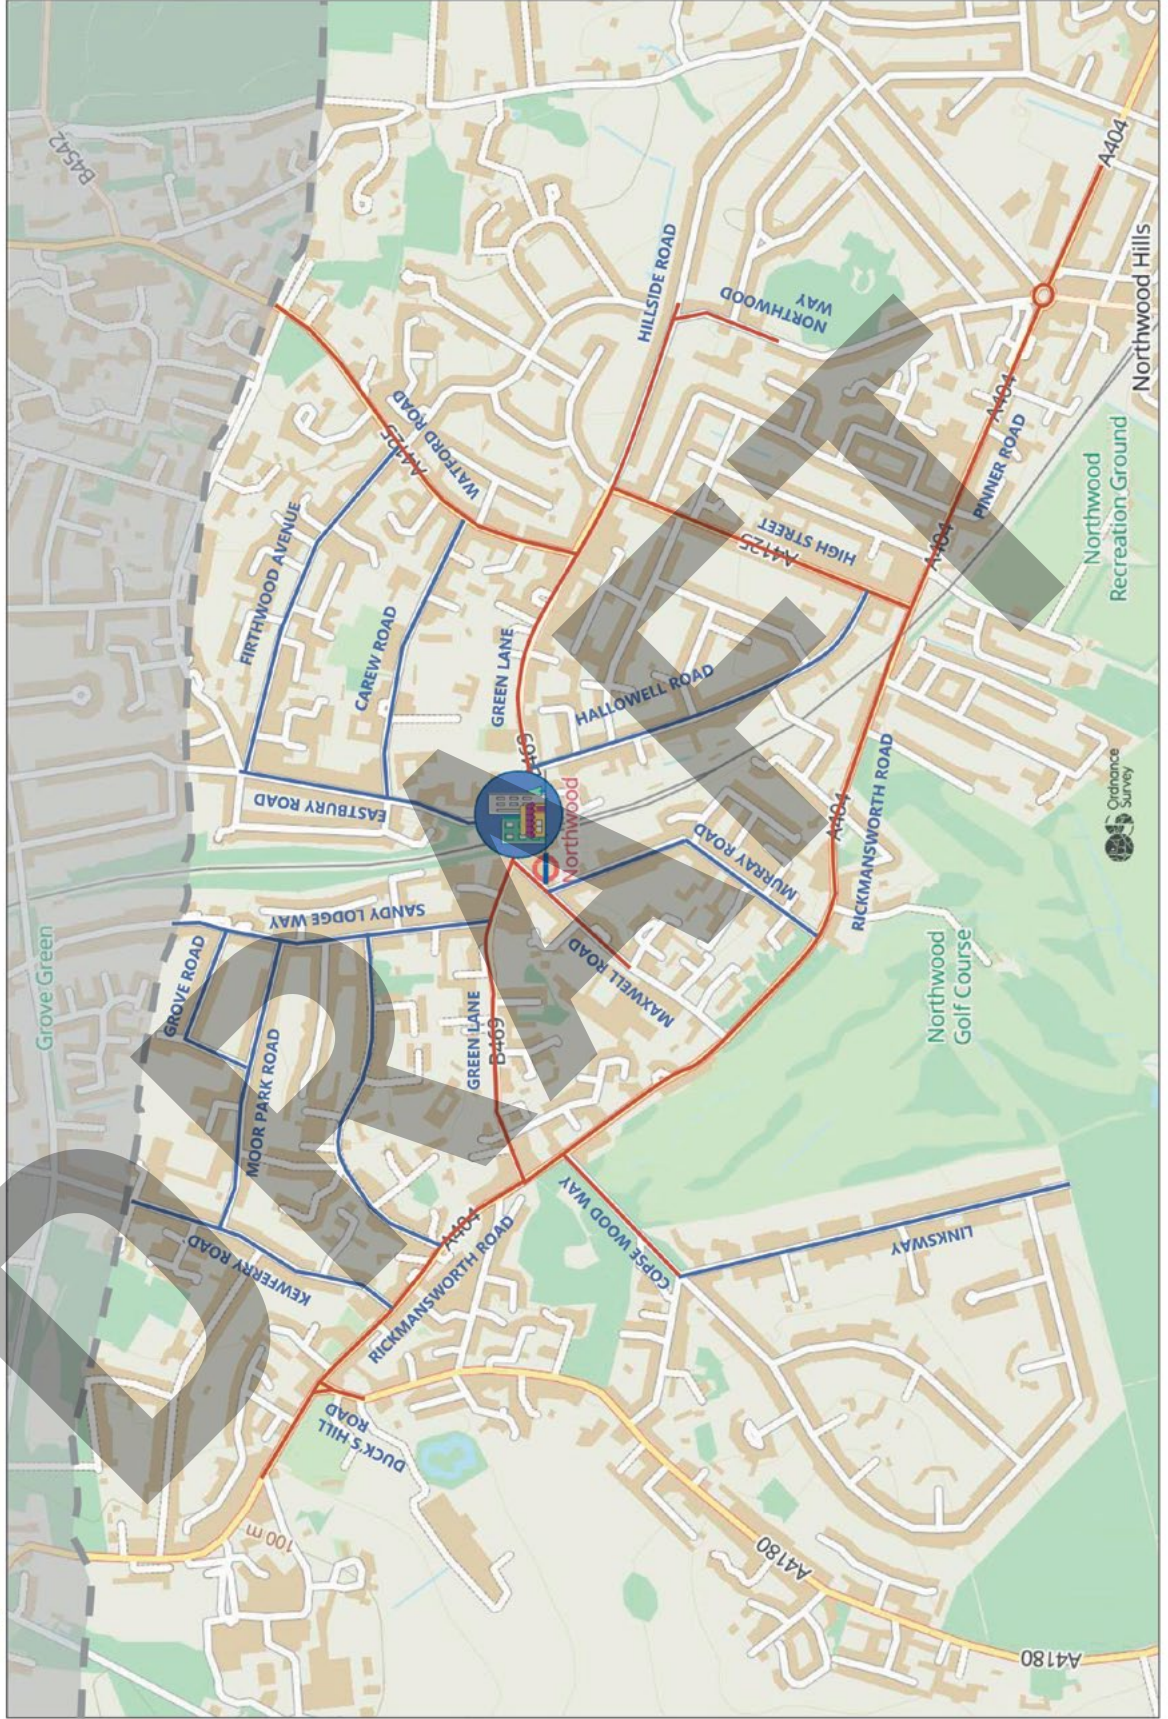 B4542
A404
Northwood Hills
HILLSIDE ROAD
NORTHWOOD
WAY
WATFORD ROAD
A4125
A404
PINNER ROAD
Northwood
Recreation Ground
FIRTHWOOD AVENUE
HIGH STREET
A4125
A404
CAREW ROAD
GREEN LANE
HALLOWELL ROAD
EASTBURY ROAD
Northwood
A404
RICKMANSWORTH ROAD
MURRAY ROAD
Ordnance
Survey
SANDY LODGE WAY
Grove Green
GROVE ROAD
MAXWELL ROAD
Northwood
Golf Course
MOOR PARK ROAD
GREEN LANE
B469
DRAFT
KEWFERRY ROAD
A404
RICKMANSWORTH ROAD
COPSE WOOD WAY
LINKSWAY
DUCK'S HILL
ROAD
100 m
A4180
A4180